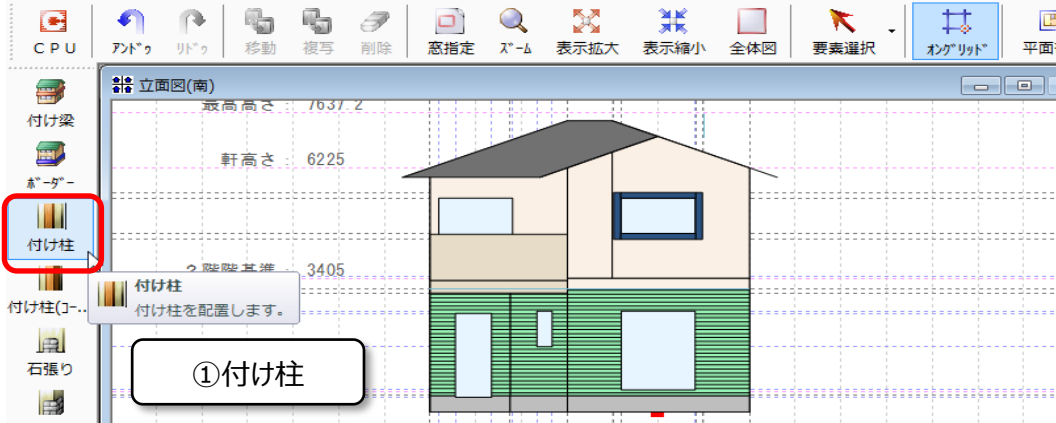 CPU アンドゥ リドゥ 移動 複写 削除 窓指定 ズーム 表示拡大 表示縮小 全体図 要素選択 オングリッド
立面図(南)
付け梁
ボーダー
付け柱
付け柱(コー...
石張り
最高高さ : 7637.2
軒高さ : 6225
2階階基準 : 3405
付け柱
付け柱を配置します。
①付け柱